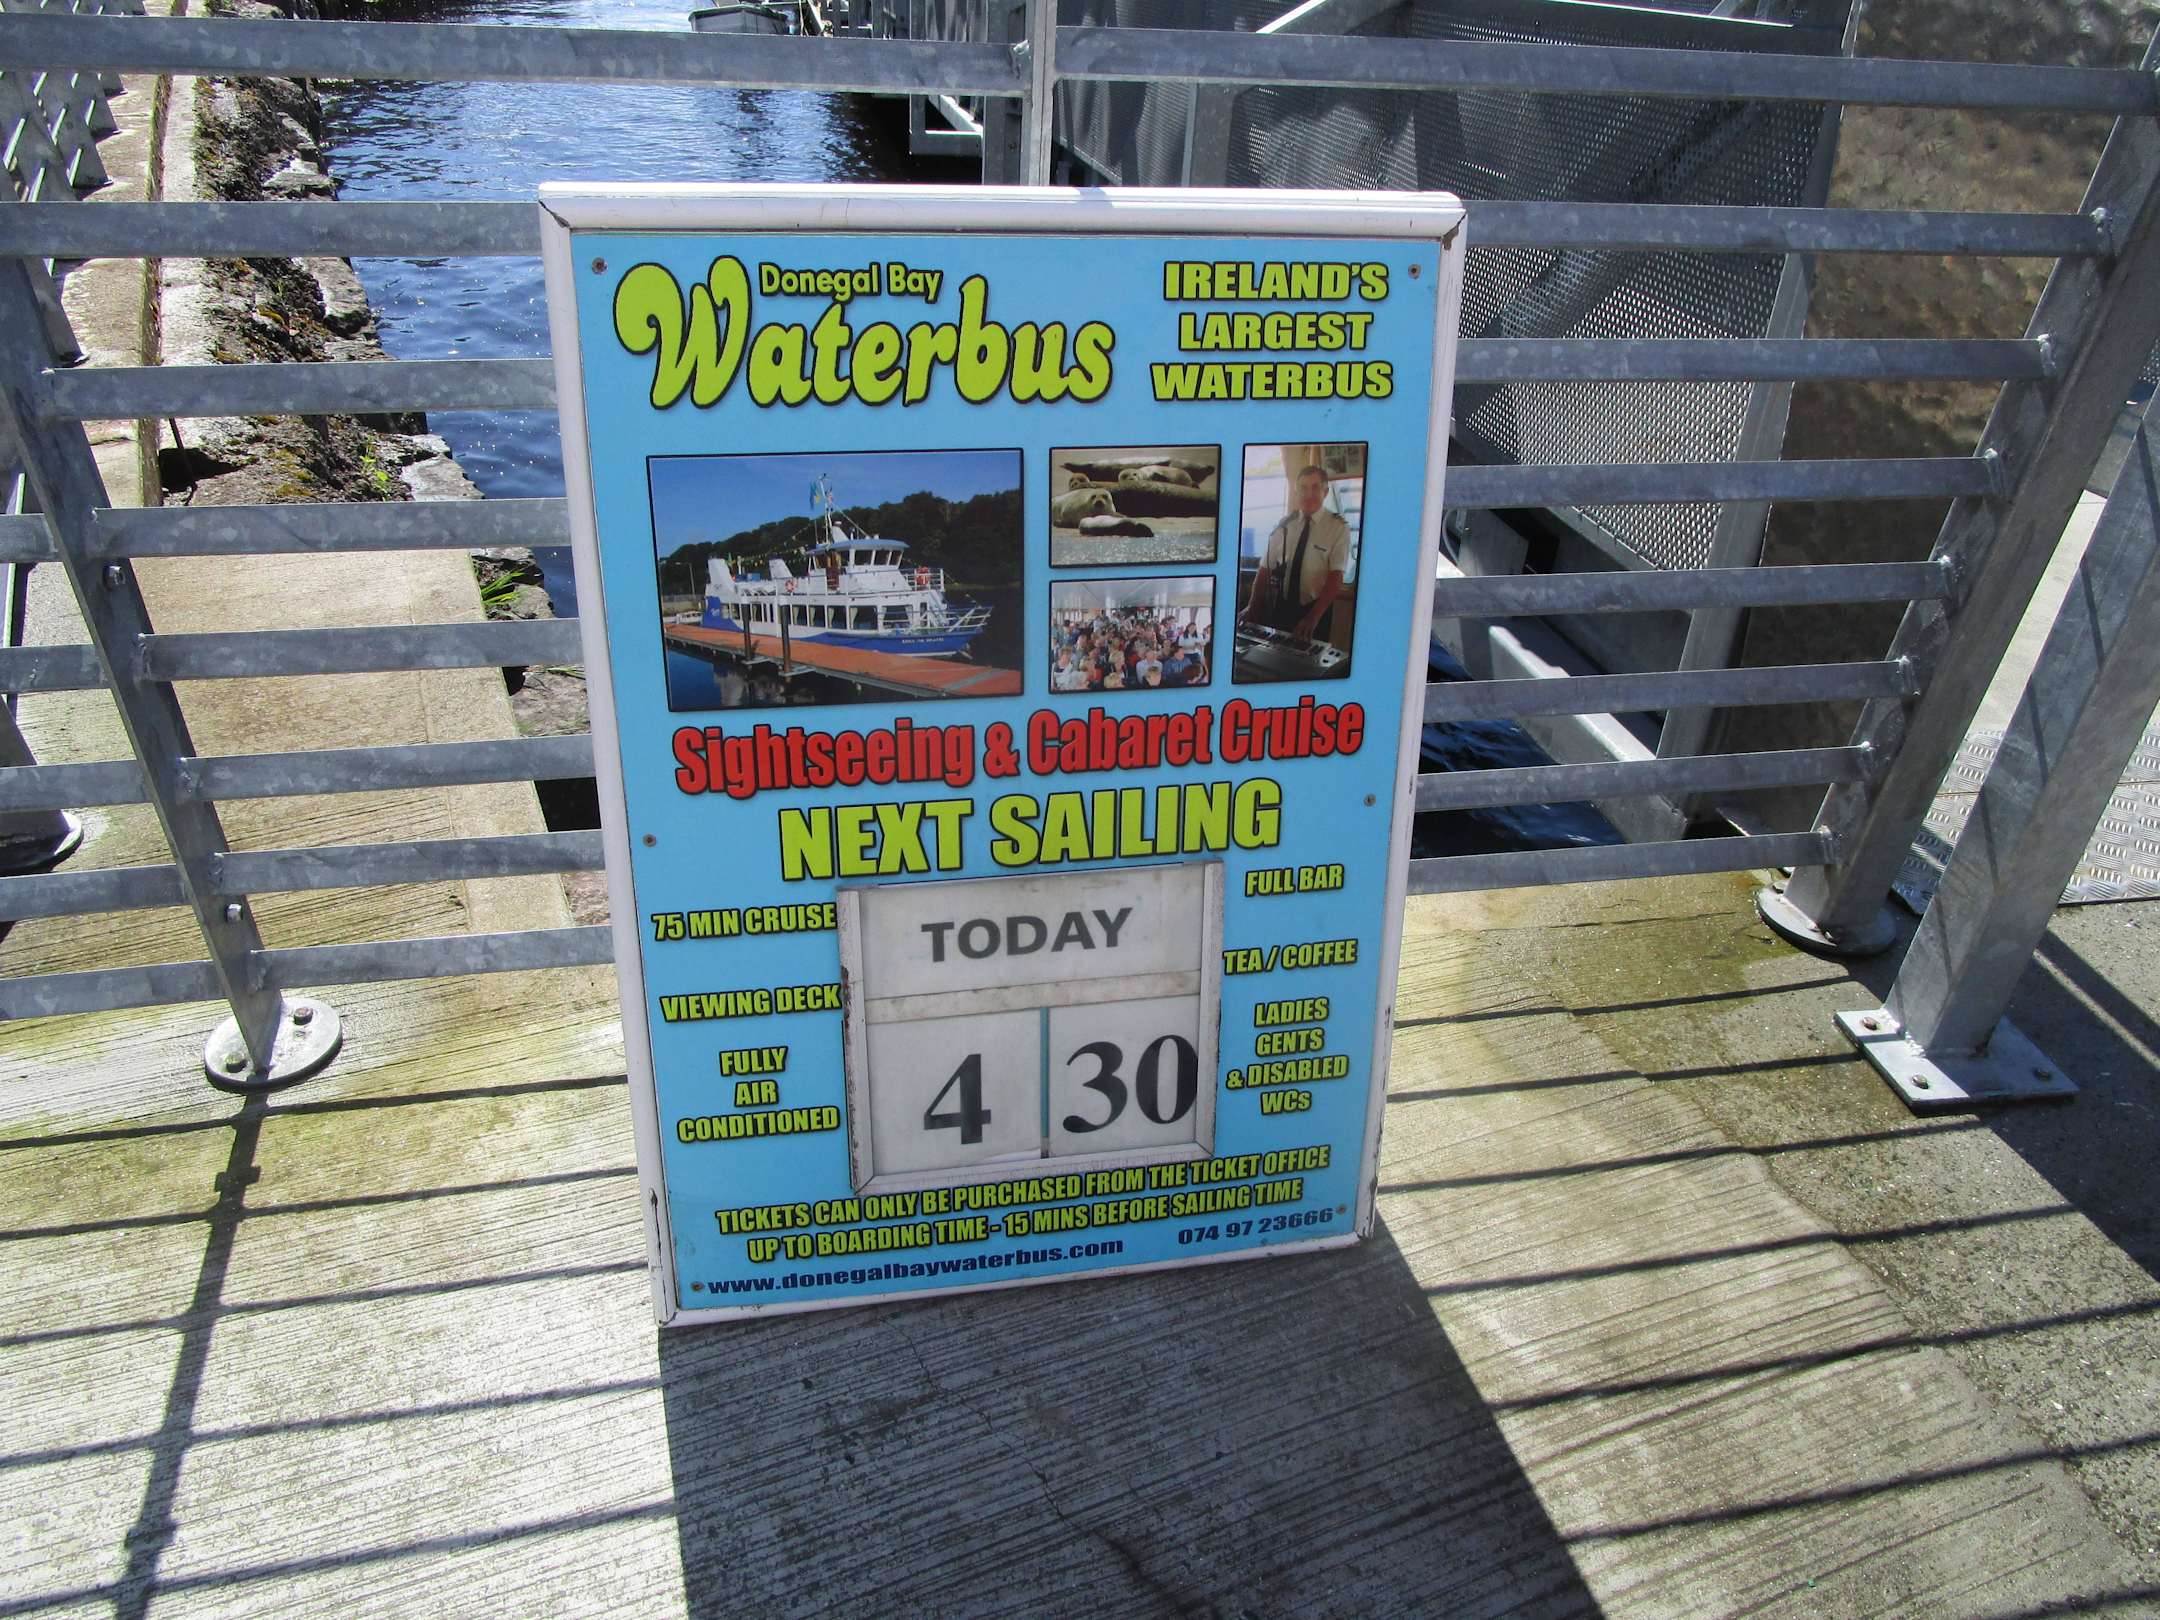 Donegal Bay
Waterbus
IRELAND'S
LARGEST
WATERBUS
Sightseeing & Cabaret Cruise
NEXT SAILING
75 MIN CRUISE
VIEWING DECK
FULLY
AIR
CONDITIONED
TODAY
4 30
FULL BAR
TEA / COFFEE
LADIES
GENTS
& DISABLED
WCs
TICKETS CAN ONLY BE PURCHASED FROM THE TICKET OFFICE
UP TO BOARDING TIME - 15 MINS BEFORE SAILING TIME
www.donegalbaywaterbus.com 074 97 23666